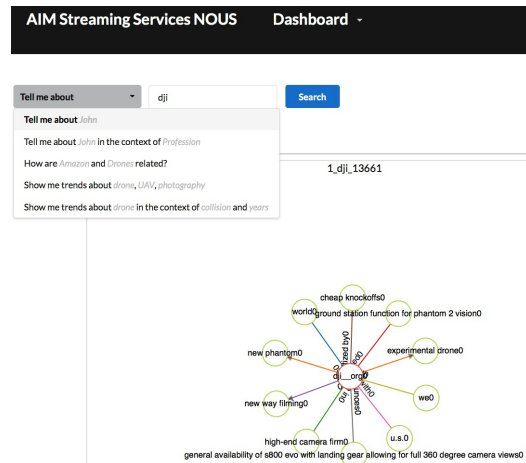 AIM Streaming Services NOUS Dashboard
Tell me about dji Search
Tell me about John
Tell me about John in the context of Profession
How are Amazon and Drones related?
Show me trends about drone, UAV, photography
Show me trends about drone in the context of collision and years
1_dji_13661
cheap knockoffs0
world0
ground station function for phantom 2 vision0
new phantom0
experimental drone0
new way filming0
we0
high-end camera firm0
u.s.0
general availability of s800 evo with landing gear allowing for full 360 degree camera views0